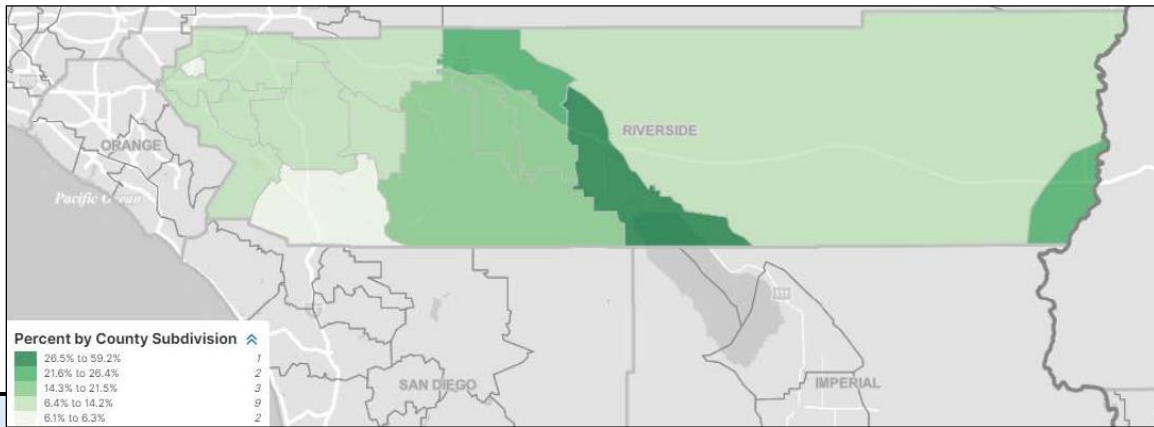 RIVERSIDE
ORANGE
Pacific Ocean
111
SAN DIEGO
IMPERIAL
Percent by County Subdivision
26.5% to 59.2% 1
21.6% to 26.4% 2
14.3% to 21.5% 3
6.4% to 14.2% 9
6.1% to 6.3% 2